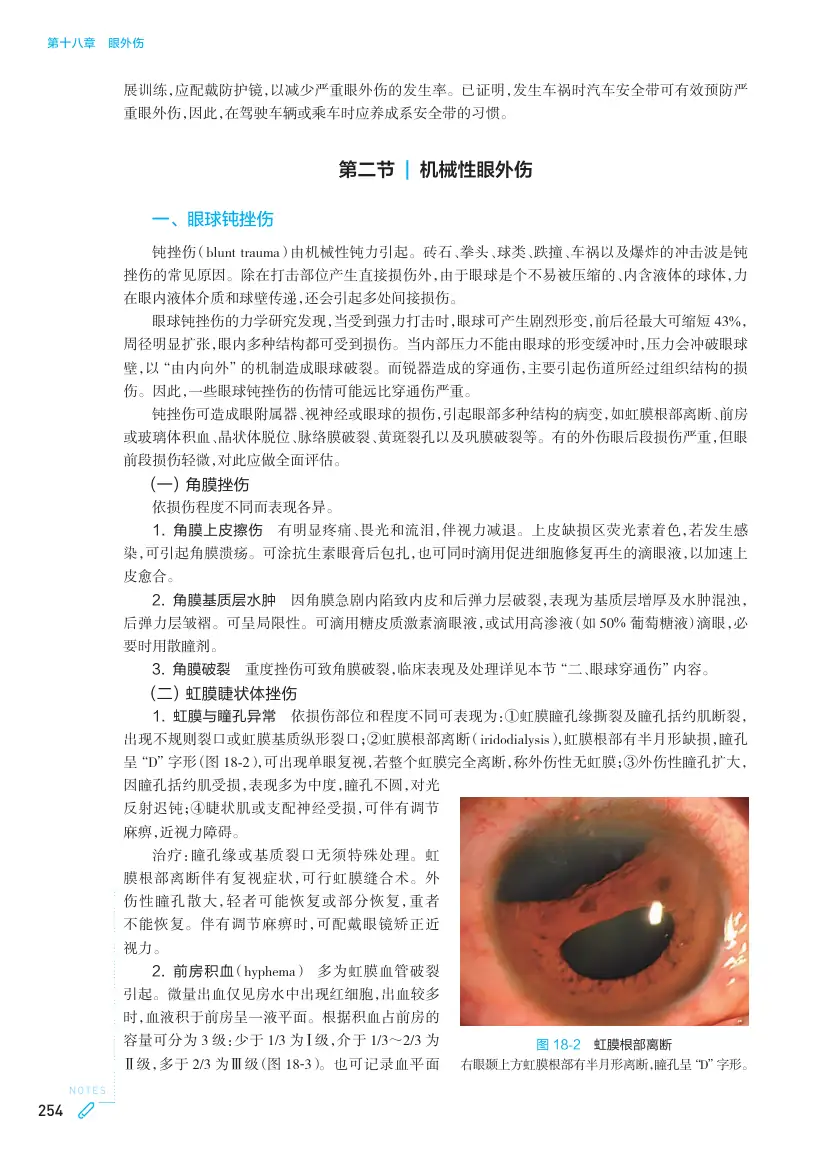 第十八章 眼外伤
展训练，应配戴防护镜，以减少严重眼外伤的发生率。已证明，发生车祸时汽车安全带可有效预防严
重眼外伤，因此，在驾驶车辆或乘车时应养成系安全带的习惯。
第二节 | 机械性眼外伤
一、眼球钝挫伤
钝挫伤（blunt trauma）由机械性钝力引起。砖石、拳头、球类、跌撞、车祸以及爆炸的冲击波是钝
挫伤的常见原因。除在打击部位产生直接损伤外，由于眼球是个不易被压缩的、内含液体的球体，力
在眼内液体介质和球壁传递，还会引起多处间接损伤。
眼球钝挫伤的力学研究发现，当受到强力打击时，眼球可产生剧烈形变，前后径最大可缩短 43%，
周径明显扩张，眼内多种结构都可受到损伤。当内部压力不能由眼球的形变缓冲时，压力会冲破眼球
壁，以“由内向外”的机制造成眼球破裂。而锐器造成的穿通伤，主要引起伤道所经过组织结构的损
伤。因此，一些眼球钝挫伤的伤情可能远比穿通伤严重。
钝挫伤可造成眼附属器、视神经或眼球的损伤，引起眼部多种结构的病变，如虹膜根部离断、前房
或玻璃体积血、晶状体脱位、脉络膜破裂、黄斑裂孔以及巩膜破裂等。有的外伤眼后段损伤严重，但眼
前段损伤轻微，对此应做全面评估。
（一）角膜挫伤
依损伤程度不同而表现各异。
1. 角膜上皮擦伤 有明显疼痛、畏光和流泪，伴视力减退。上皮缺损区荧光素着色，若发生感
染，可引起角膜溃疡。可涂抗生素眼膏后包扎，也可同时滴用促进细胞修复再生的滴眼液，以加速上
皮愈合。
2. 角膜基质层水肿 因角膜急剧内陷致内皮和后弹力层破裂，表现为基质层增厚及水肿混浊，
后弹力层皱褶。可呈局限性。可滴用糖皮质激素滴眼液，或试用高渗液（如 50% 葡萄糖液）滴眼，必
要时用散瞳剂。
3. 角膜破裂 重度挫伤可致角膜破裂，临床表现及处理详见本节“二、眼球穿通伤”内容。
（二）虹膜睫状体挫伤
1. 虹膜与瞳孔异常 依损伤部位和程度不同可表现为：①虹膜瞳孔缘撕裂及瞳孔括约肌断裂，
出现不规则裂口或虹膜基质纵形裂口；②虹膜根部离断（iridodialysis），虹膜根部有半月形缺损，瞳孔
呈“D”字形（图 18-2），可出现单眼复视，若整个虹膜完全离断，称外伤性无虹膜；③外伤性瞳孔扩大，
因瞳孔括约肌受损，表现多为中度，瞳孔不圆，对光
反射迟钝；④睫状肌或支配神经受损，可伴有调节
麻痹，近视力障碍。
治疗：瞳孔缘或基质裂口无须特殊处理。虹
膜根部离断伴有复视症状，可行虹膜缝合术。外
伤性瞳孔散大，轻者可能恢复或部分恢复，重者
不能恢复。伴有调节麻痹时，可配戴眼镜矫正近
视力。
2. 前房积血（hyphema） 多为虹膜血管破裂
引起。微量出血仅见房水中出现红细胞，出血较多
时，血液积于前房呈一液平面。根据积血占前房的
容量可分为 3 级：少于 1/3 为Ⅰ级，介于 1/3～2/3 为
Ⅱ级，多于 2/3 为Ⅲ级（图 18-3）。也可记录血平面
图 18-2 虹膜根部离断
右眼颞上方虹膜根部有半月形离断，瞳孔呈“D”字形。
NOTES
254